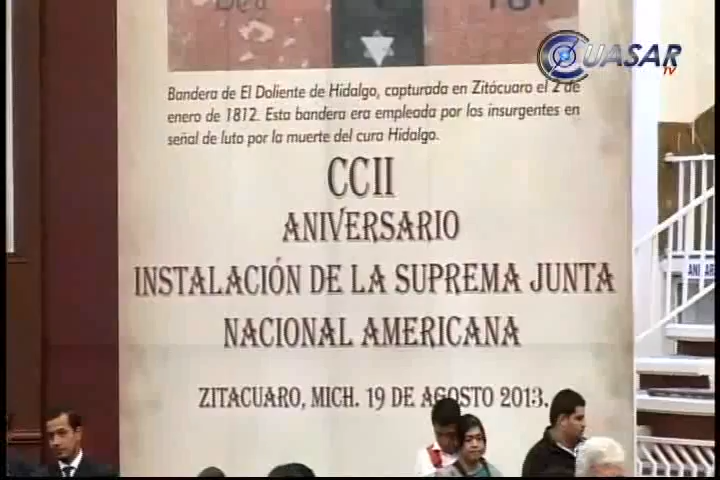 CUASAR
TV
Bandera de El Doliente de Hidalgo, capturada en Zitácuaro el 2 de
enero de 1812. Esta bandera era empleada por los insurgentes en
señal de luto por la muerte del cura Hidalgo.
CCII
ANIVERSARIO
INSTALACIÓN DE LA SUPREMA JUNTA
NACIONAL AMERICANA
ZITACUARO, MICH. 19 DE AGOSTO 2013.